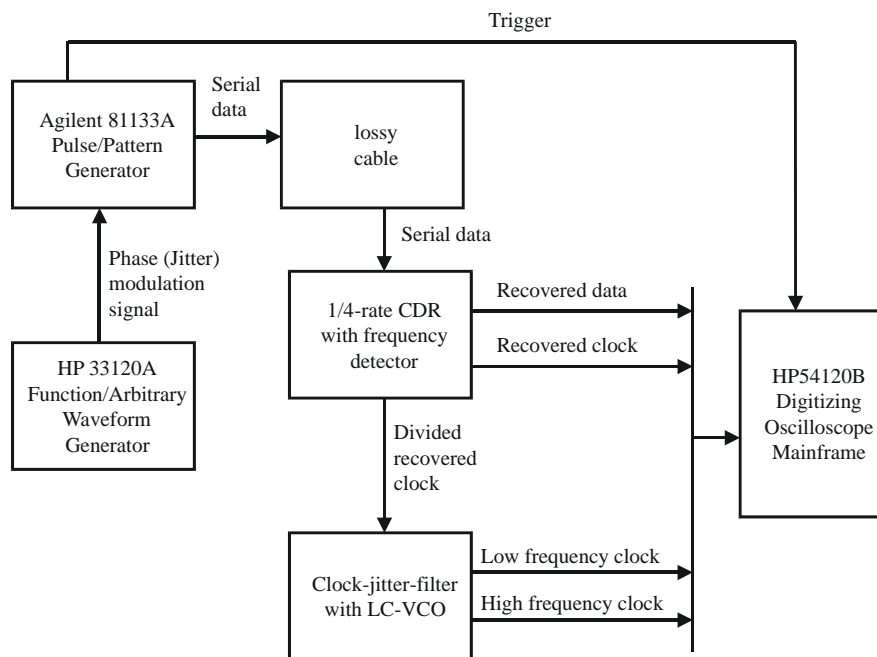 Trigger
Serial
data
Agilent 81133A
Pulse/Pattern
Generator
lossy
cable
Serial data
Phase (Jitter)
modulation
signal
1/4-rate CDR
with frequency
detector
Recovered data
Recovered clock
HP 33120A
Function/Arbitrary
Waveform
Generator
HP54120B
Digitizing
Oscilloscope
Mainframe
Divided
recovered
clock
Clock-jitter-filter
with LC-VCO
Low frequency clock
High frequency clock